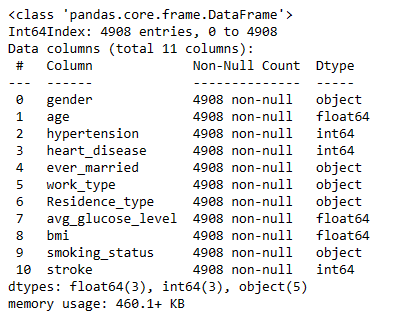 <class 'pandas.core.frame.DataFrame'>
Int64Index: 4908 entries, 0 to 4908
Data columns (total 11 columns):
 #   Column             Non-Null Count  Dtype
---  ------             --------------  -----
 0   gender             4908 non-null   object
 1   age                4908 non-null   float64
 2   hypertension       4908 non-null   int64
 3   heart_disease      4908 non-null   int64
 4   ever_married       4908 non-null   object
 5   work_type          4908 non-null   object
 6   Residence_type     4908 non-null   object
 7   avg_glucose_level  4908 non-null   float64
 8   bmi                4908 non-null   float64
 9   smoking_status     4908 non-null   object
 10  stroke             4908 non-null   int64
dtypes: float64(3), int64(3), object(5)
memory usage: 460.1+ KB